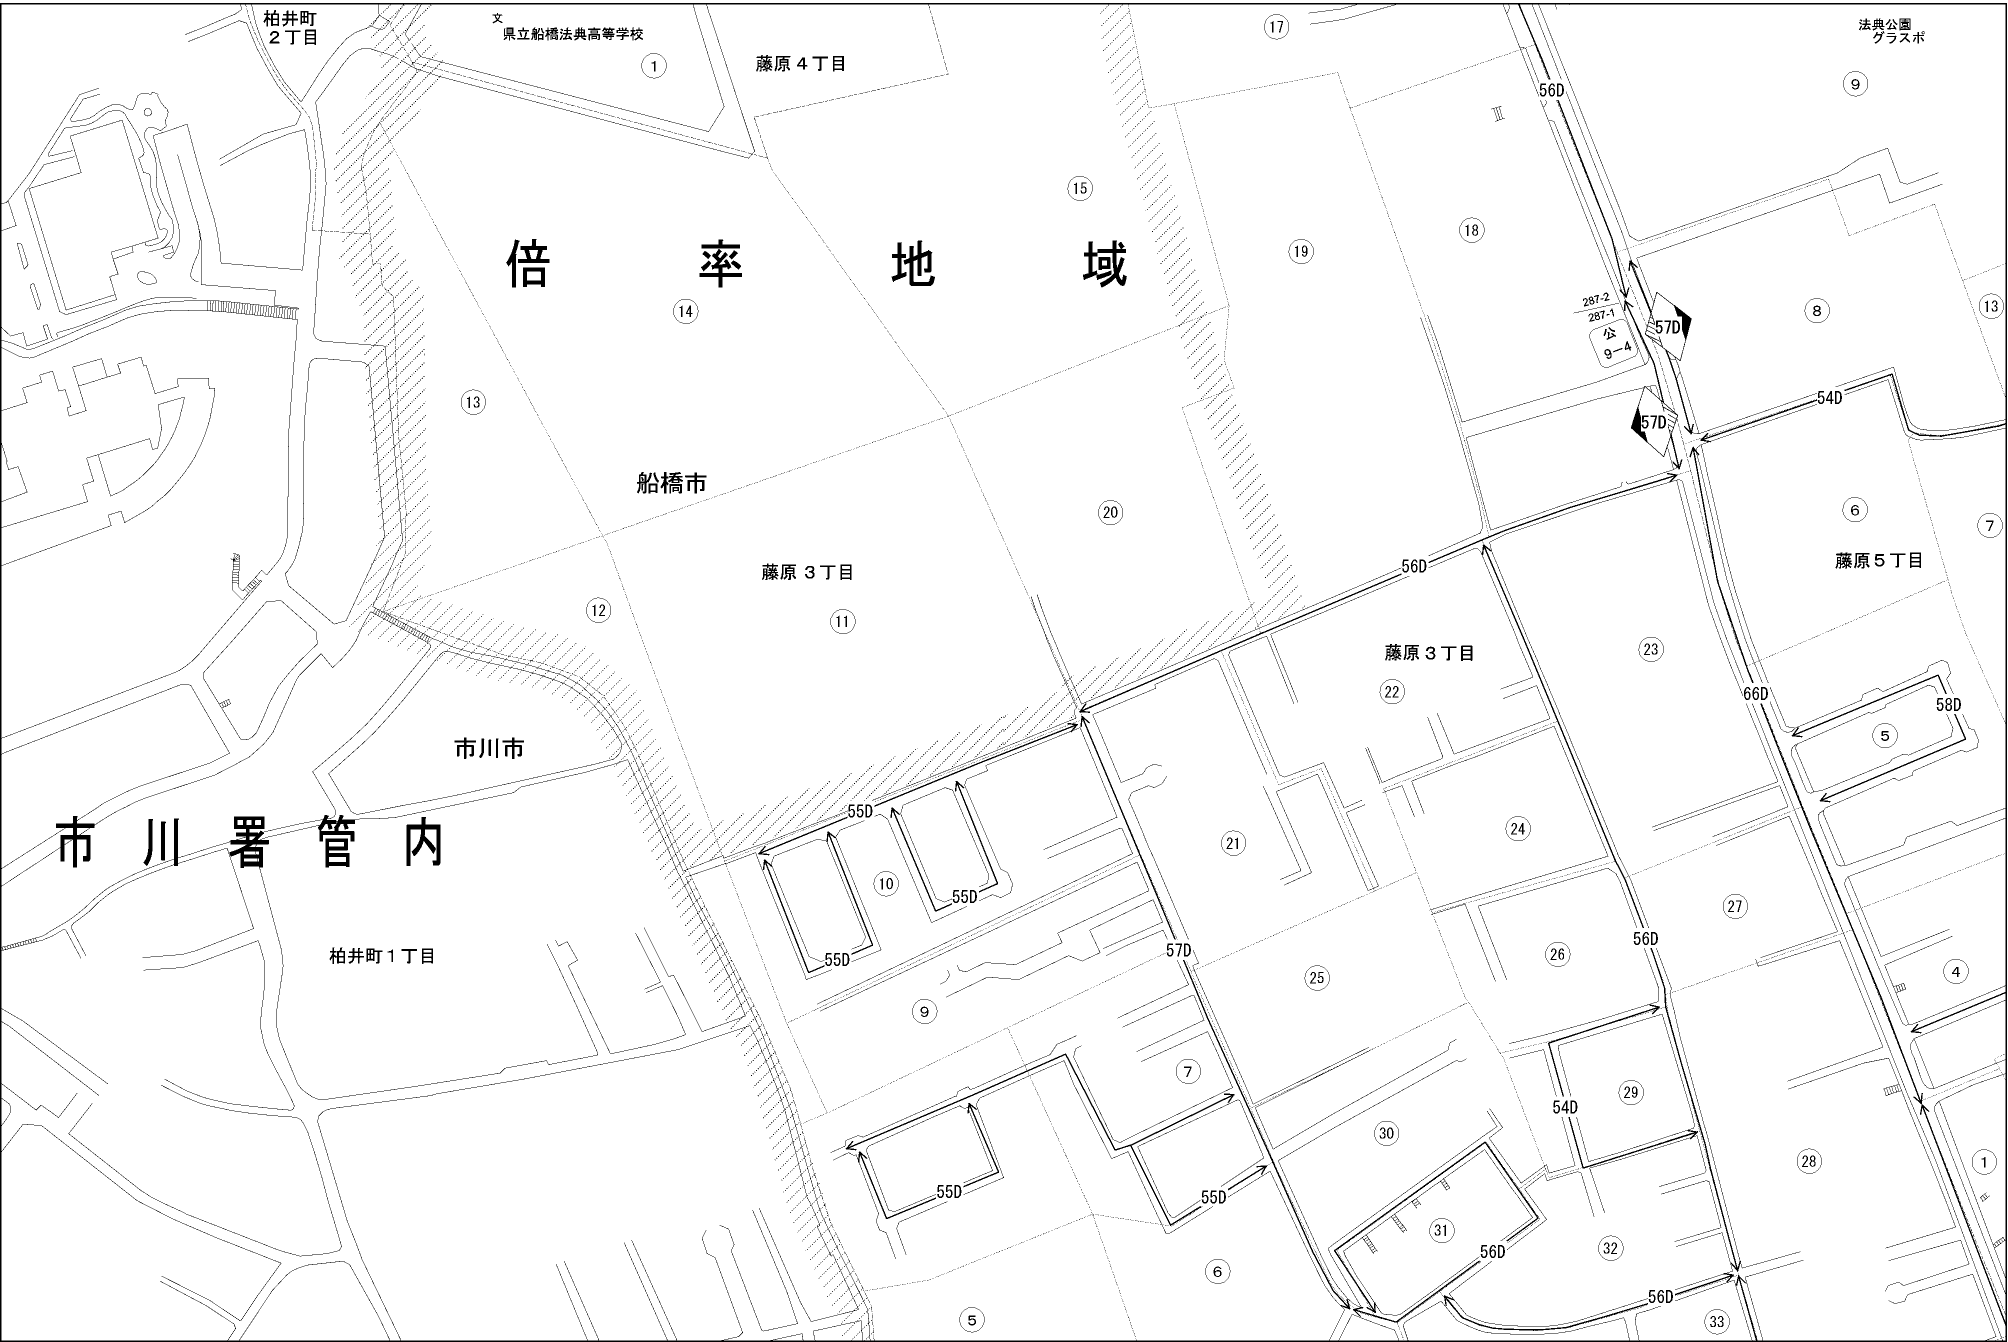 柏井町
2丁目
文
県立船橋法典高等学校
1
藤原4丁目
17
法典公園
グラスポ
56D
9
15
18
19
倍率地域
14
287-2
287-1
公
9-4
57D
8
13
13
54D
57D
船橋市
20
6
7
藤原5丁目
藤原3丁目
56D
12
11
23
藤原3丁目
22
66D
58D
5
市川市
55D
市川署管内
24
21
10
55D
27
57D
56D
26
柏井町1丁目
55D
4
25
9
7
29
54D
30
28
1
55D
55D
31
32
56D
6
56D
5
33